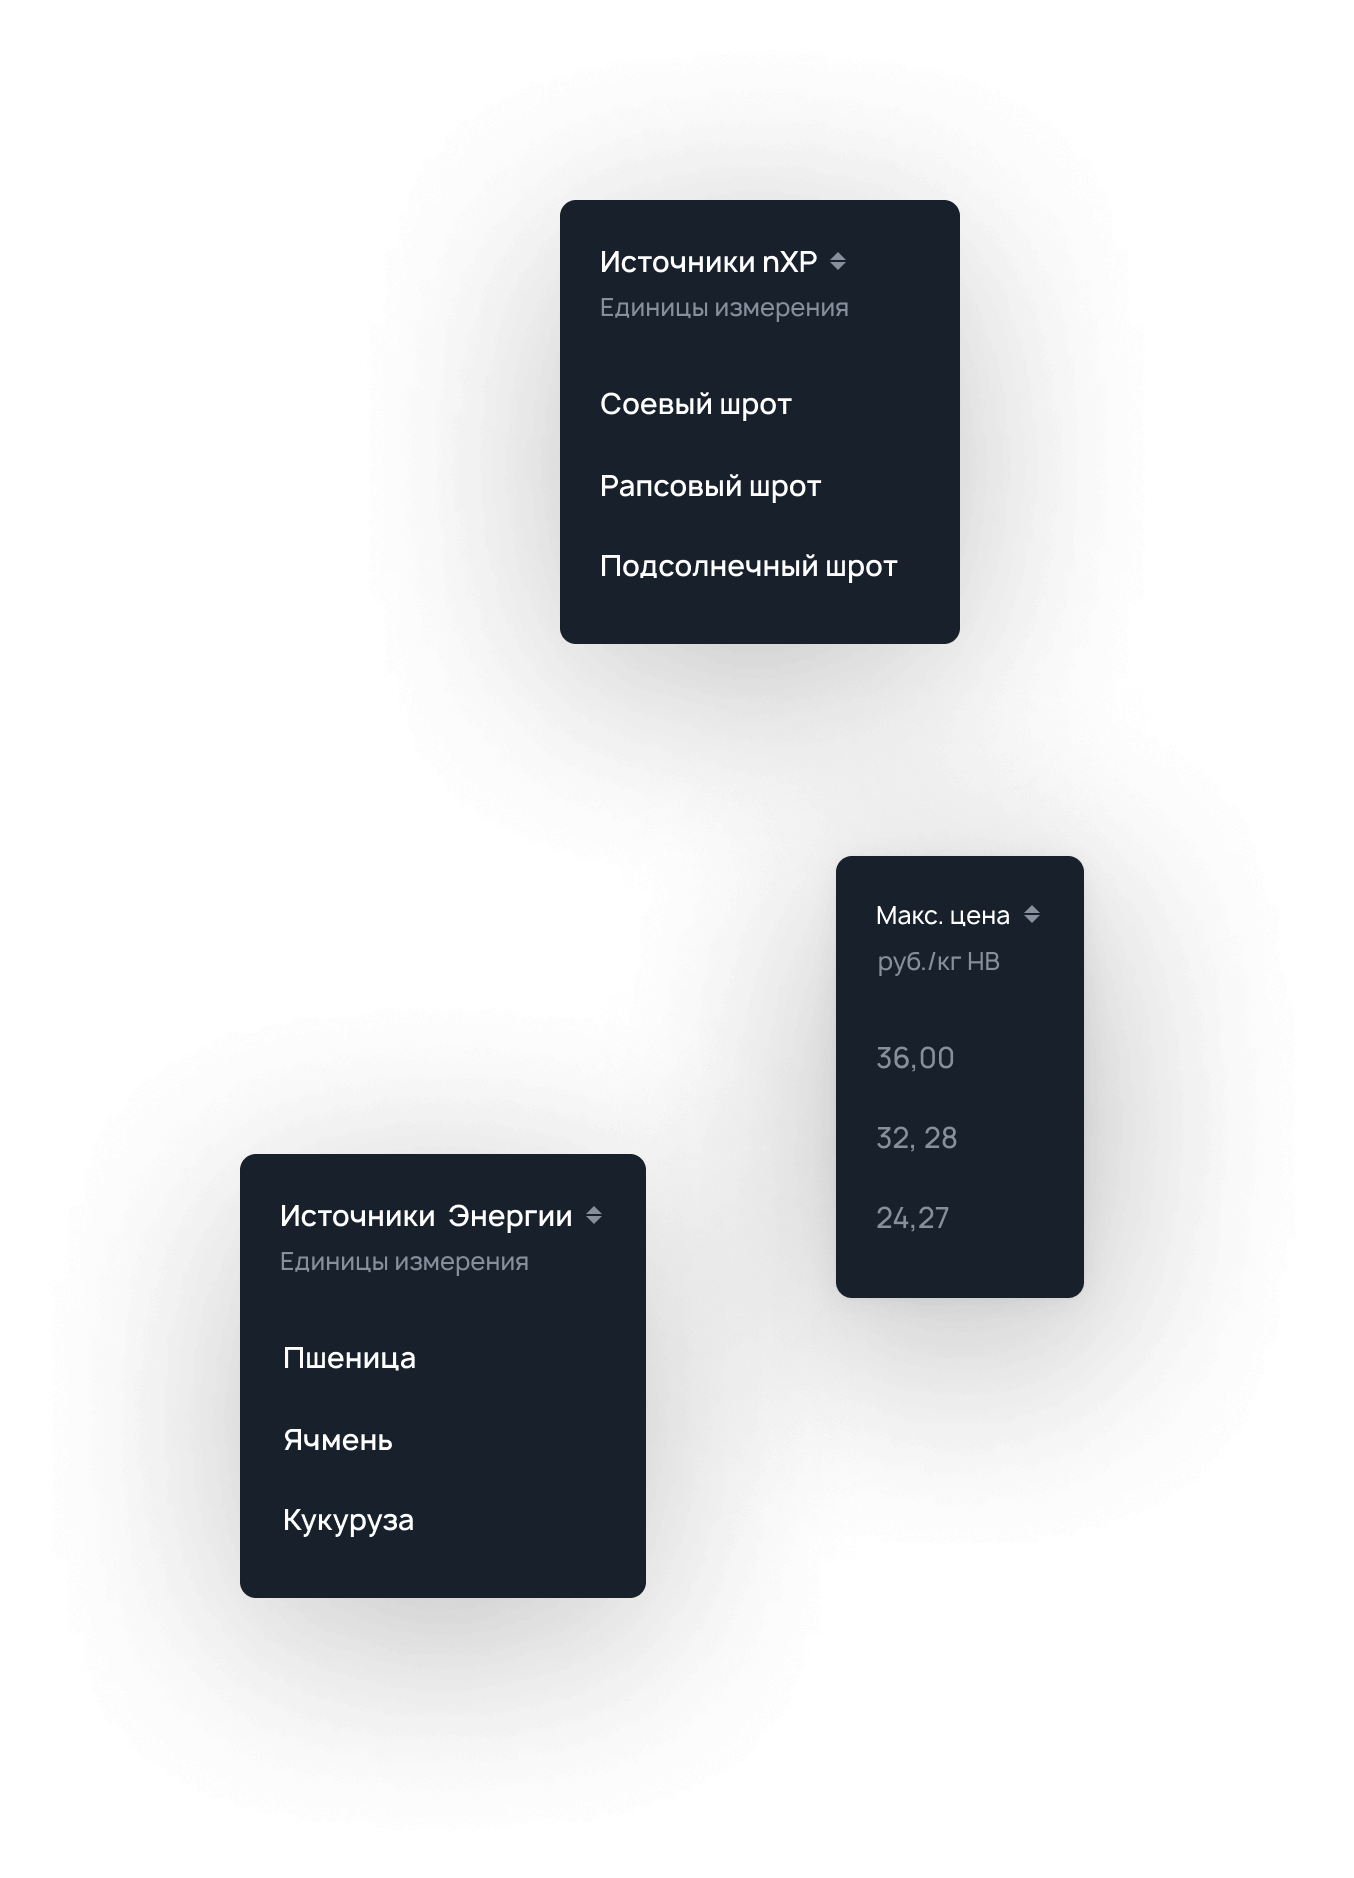 Источники nXP
Единицы измерения
Соевый шрот
Рапсовый шрот
Подсолнечный шрот
Макс. цена
руб./кг НВ
36,00
32, 28
24,27
Источники  Энергии
Единицы измерения
Пшеница
Ячмень
Кукуруза